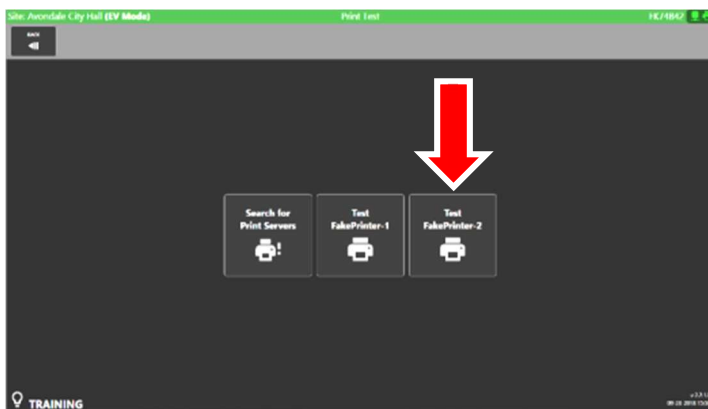 Site: Avondale City Hall (EV Mode) Print Test
BACK
Search for
Print Servers
Test
FakePrinter-1
Test
FakePrinter-2
TRAINING